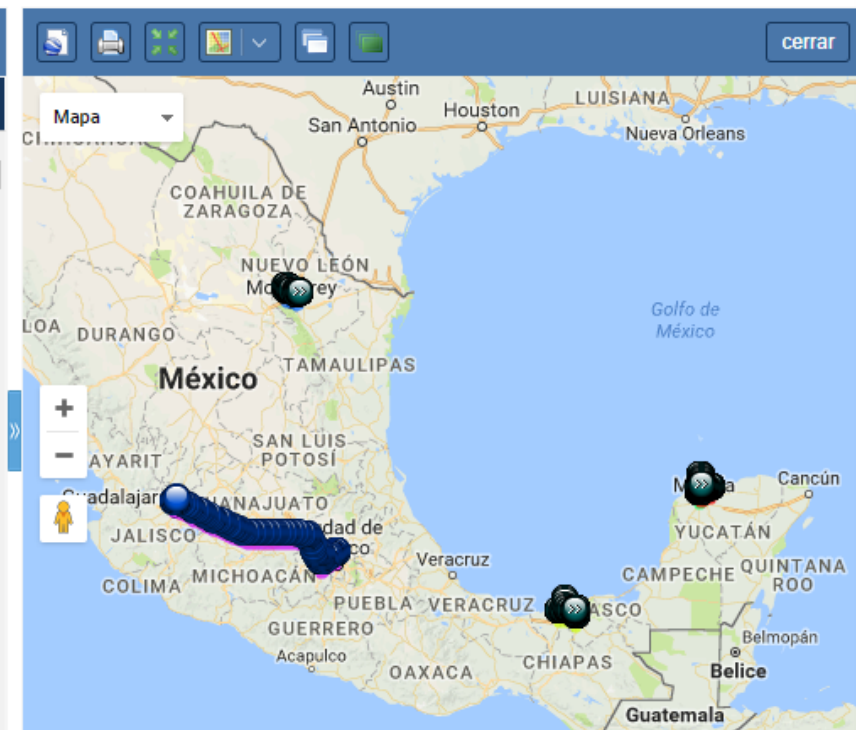 cerrar
Mapa
Austin
Houston
LUISIANA
San Antonio
Nueva Orleans
COAHUILA DE
ZARAGOZA
NUEVO LEÓN
Golfo de
México
DURANGO
TAMAULIPAS
México
SAN LUIS
POTOSÍ
AYARIT
Cancún
YUCATÁN
JALISCO
Veracruz
CAMPECHE
QUINTANA
ROO
COLIMA
MICHOACÁN
PUEBLA
VERACRUZ
GUERRERO
Belmopán
Acapulco
OAXACA
CHIAPAS
Belice
Guatemala